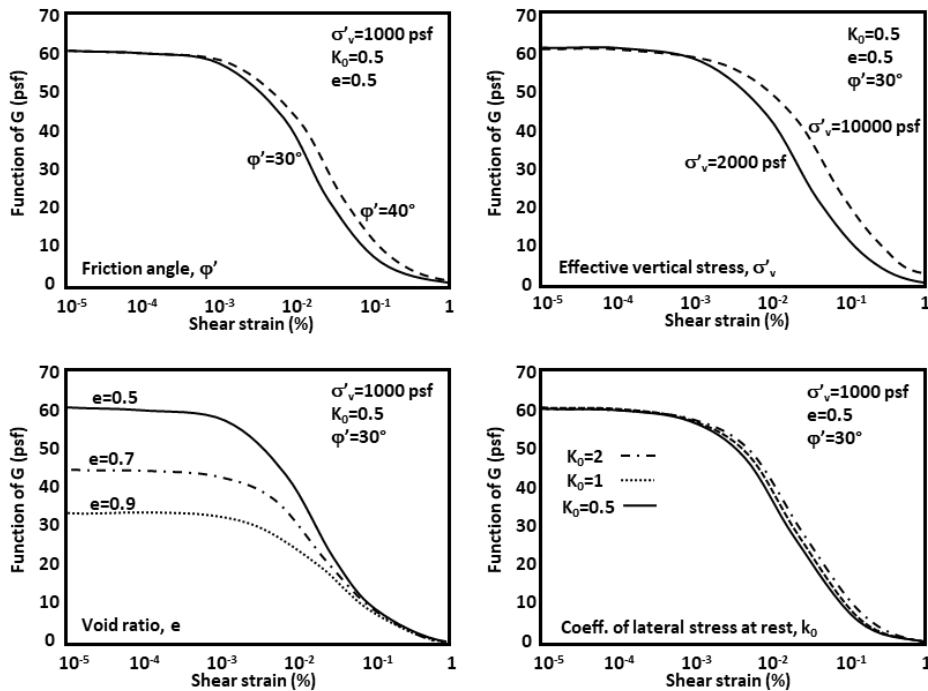 70
60
50
40
30
20
10
0
Function of G (psf)
σ'v=1000 psf
K0=0.5
e=0.5
φ'=30°
φ'=40°
Friction angle, φ'
10-5 10-4 10-3 10-2 10-1 1
Shear strain (%)
70
60
50
40
30
20
10
0
Function of G (psf)
K0=0.5
e=0.5
φ'=30°
σ'v=10000 psf
σ'v=2000 psf
Effective vertical stress, σ'v
10-5 10-4 10-3 10-2 10-1 1
Shear strain (%)
70
60
50
40
30
20
10
0
Function of G (psf)
e=0.5
e=0.7
e=0.9
σ'v=1000 psf
K0=0.5
φ'=30°
Void ratio, e
10-5 10-4 10-3 10-2 10-1 1
Shear strain (%)
70
60
50
40
30
20
10
0
Function of G (psf)
σ'v=1000 psf
e=0.5
φ'=30°
K0=2
K0=1
K0=0.5
Coeff. of lateral stress at rest, k0
10-5 10-4 10-3 10-2 10-1 1
Shear strain (%)